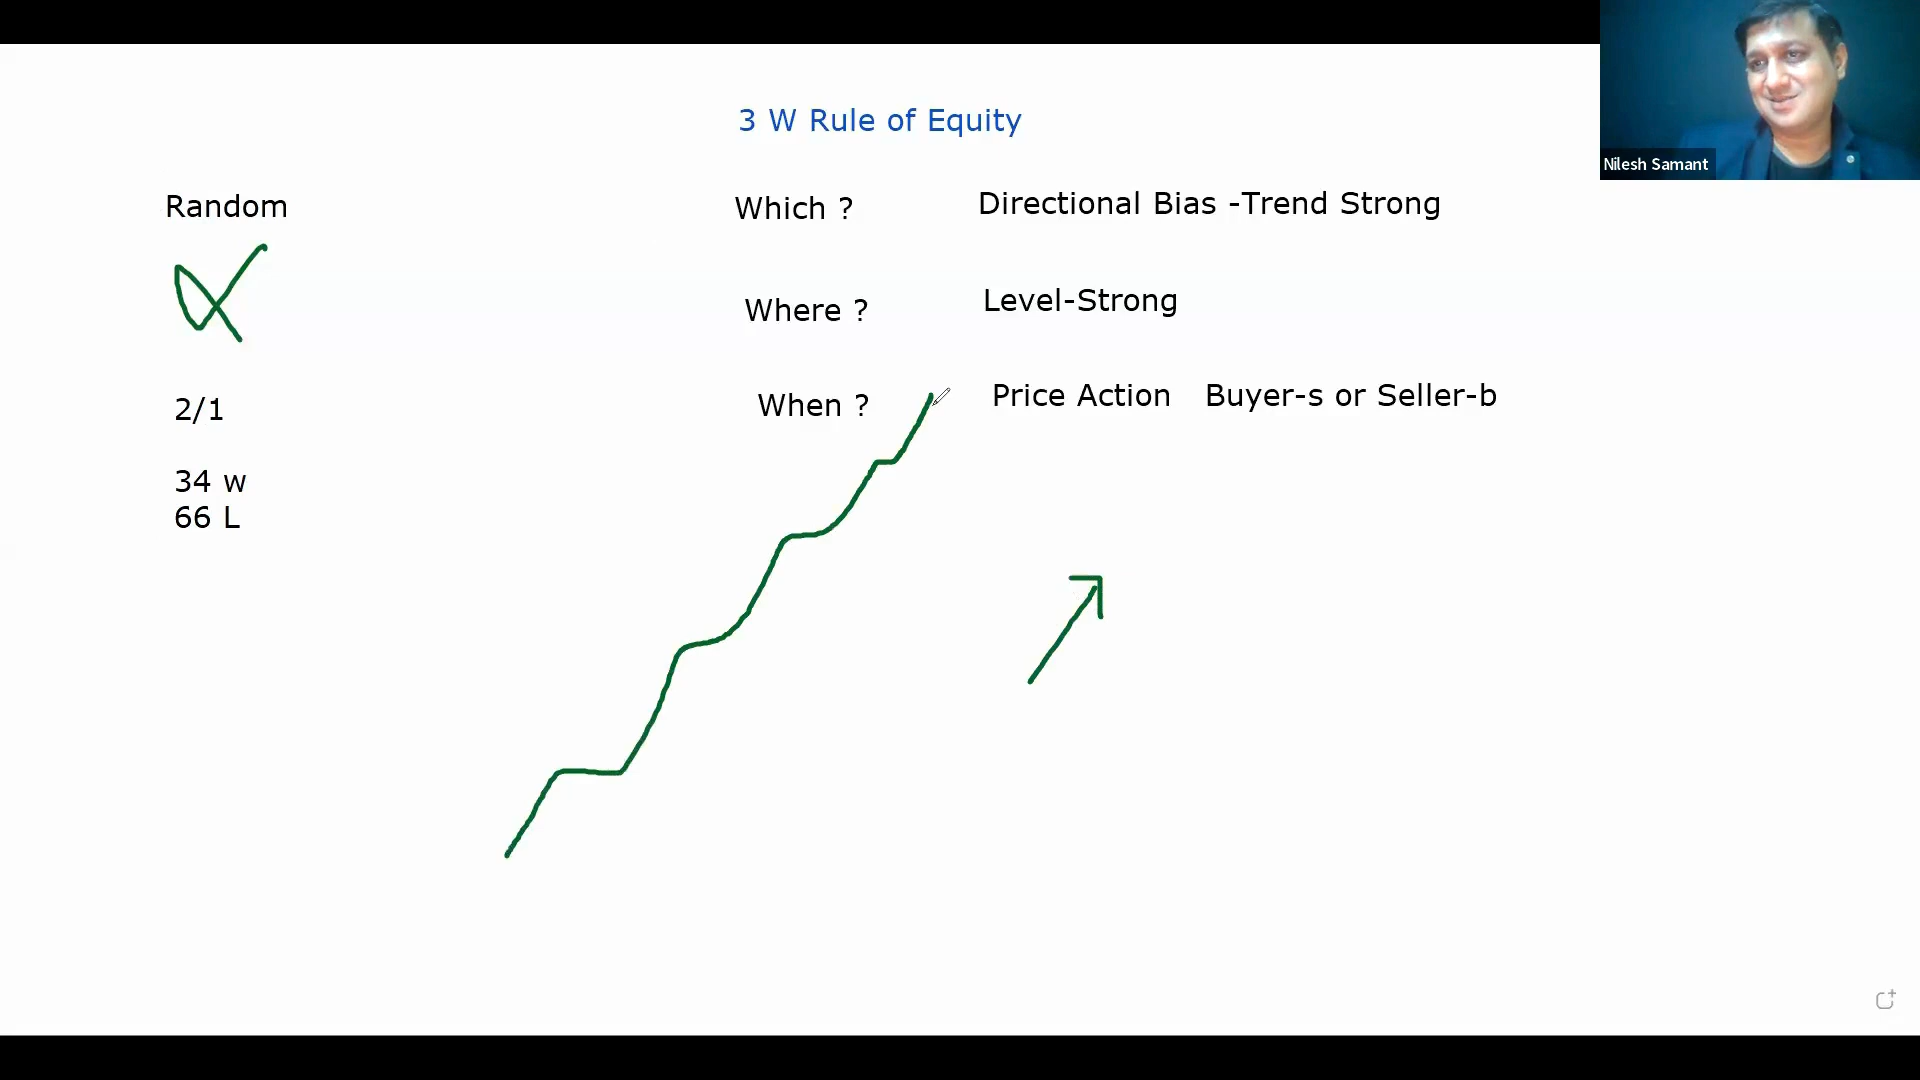 Nilesh Samant
3 W Rule of Equity
Random
Which ? Directional Bias -Trend Strong
Where ? Level-Strong
When ? Price Action Buyer-s or Seller-b
2/1
34 w
66 L